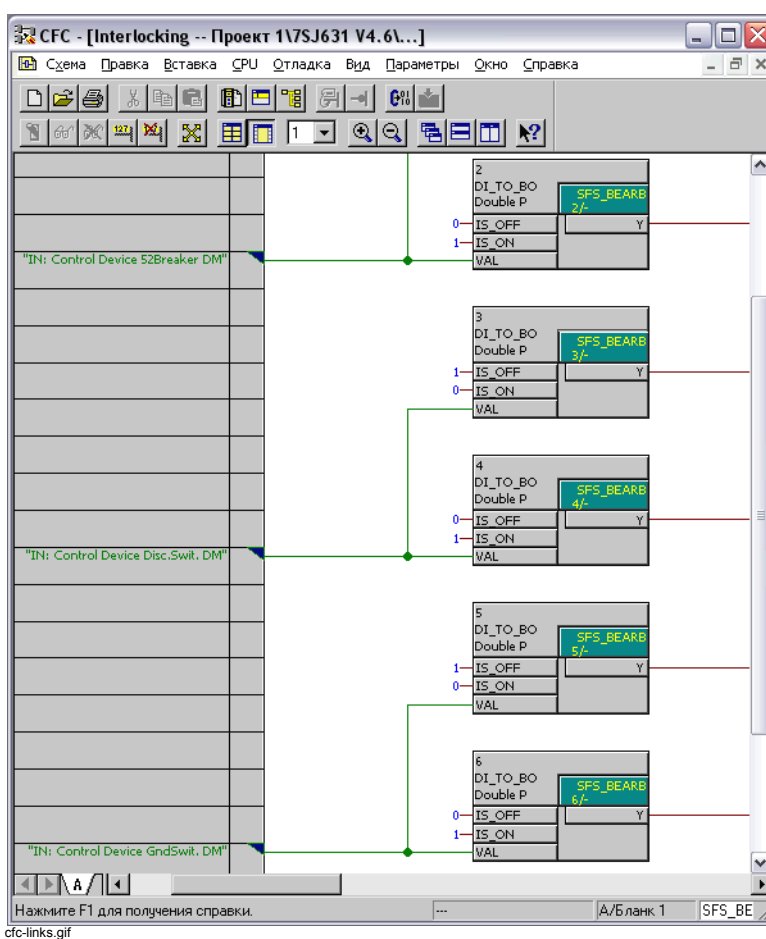 CFC - [Interlocking -- Проект 1\7SJ631 V4.6\...]
Схема Правка Вставка CPU Отладка Вид Параметры Окно Справка
1
2
DI_TO_BO
Double P
SFS_BEARB
2/-
0 IS_OFF Y
1 IS_ON
"IN: Control Device 52Breaker DM" VAL
3
DI_TO_BO
Double P
SFS_BEARB
3/-
1 IS_OFF Y
0 IS_ON
VAL
4
DI_TO_BO
Double P
SFS_BEARB
4/-
0 IS_OFF Y
1 IS_ON
"IN: Control Device Disc.Swit. DM" VAL
5
DI_TO_BO
Double P
SFS_BEARB
5/-
1 IS_OFF Y
0 IS_ON
VAL
6
DI_TO_BO
Double P
SFS_BEARB
6/-
0 IS_OFF Y
1 IS_ON
"IN: Control Device GndSwit. DM" VAL
A
Нажмите F1 для получения справки. --- A/Бланк 1 SFS_BE
cfc-links.gif